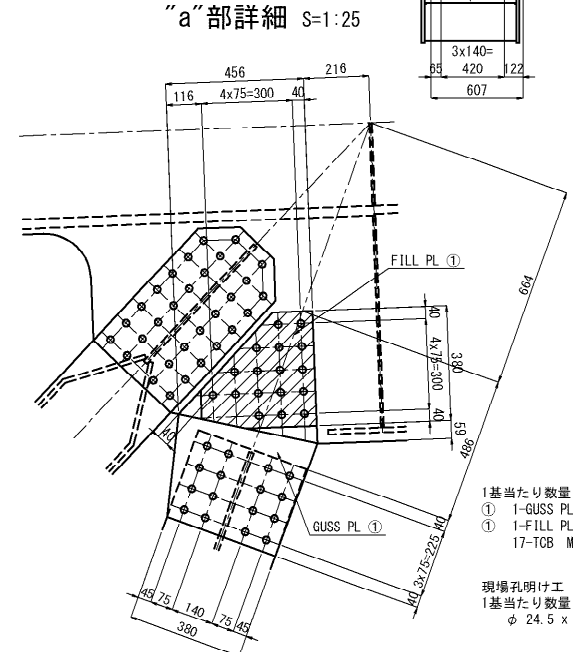 "a"部詳細 S=1:25
3x140=
65 420 122
607
456 216
116 4x75=300 40
FILL PL ①
664
40
4x75=300
380
40
59
486
40
GUSS PL ①
40 3x75=225 40
45 75 140 75 45
380
1基当たり数量
① 1-GUSS PL
① 1-FILL PL
17-TCB M
現場孔明け工
1基当たり数量
φ 24.5 x